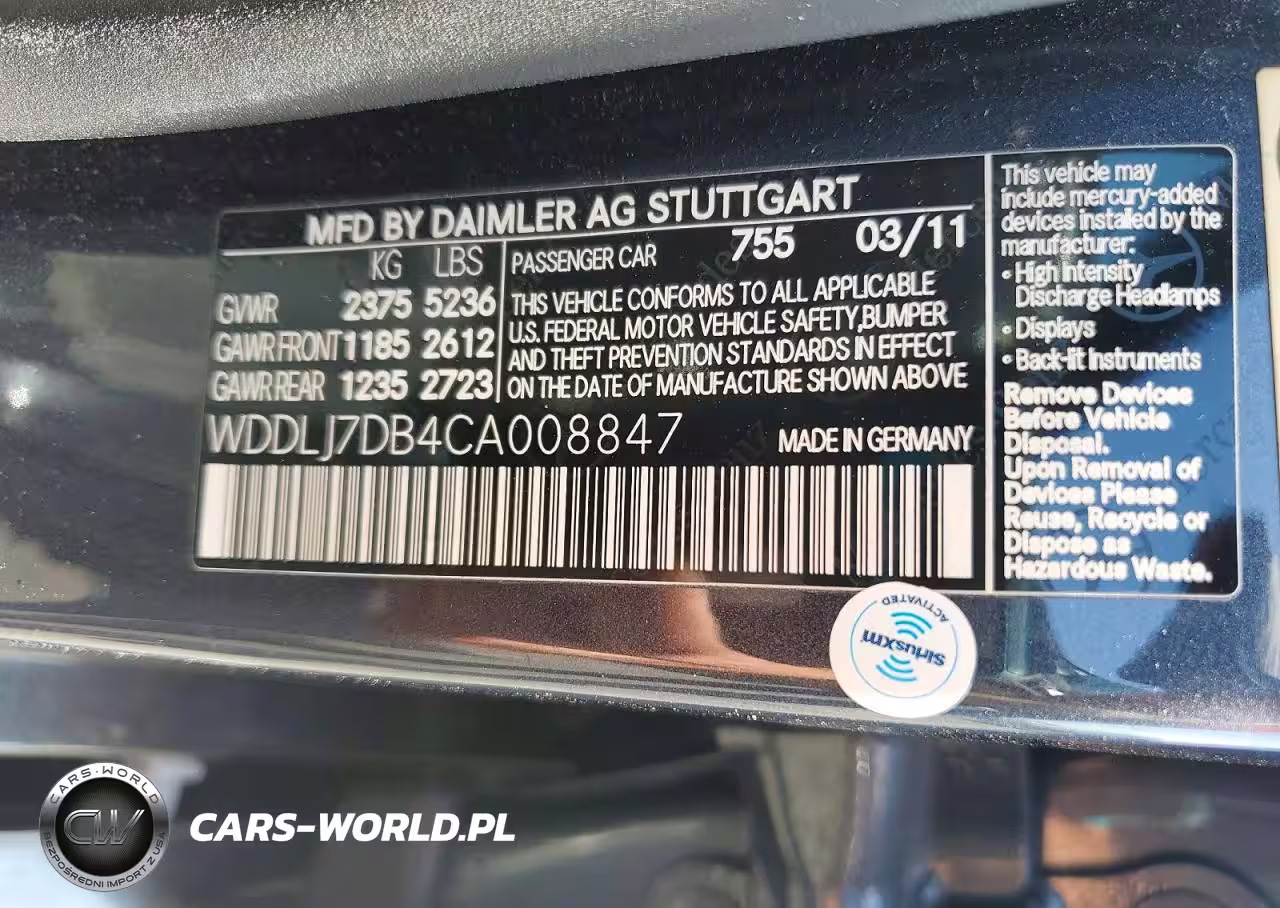 MFD BY DAIMLER AG STUTTGART
KG LBS
GVWR 2375 5236
GAWR FRONT 1185 2612
GAWR REAR 1235 2723
PASSENGER CAR 755 03/11
THIS VEHICLE CONFORMS TO ALL APPLICABLE
U.S. FEDERAL MOTOR VEHICLE SAFETY,BUMPER
AND THEFT PREVENTION STANDARDS IN EFFECT
ON THE DATE OF MANUFACTURE SHOWN ABOVE
WDDLJ7DB4CA008847
MADE IN GERMANY
This vehicle may
include mercury-added
devices installed by the
manufacturer:
• High Intensity
Discharge Headlamps
• Displays
• Back-lit Instruments
Remove Devices
Before Vehicle
Disposal.
Upon Removal of
Devices Please
Reuse, Recycle or
Dispose as
Hazardous Waste.
siriusxm
ACTIVATED
CARS-WORLD
CW
BEZPOŚREDNI IMPORT Z USA
CARS-WORLD.PL